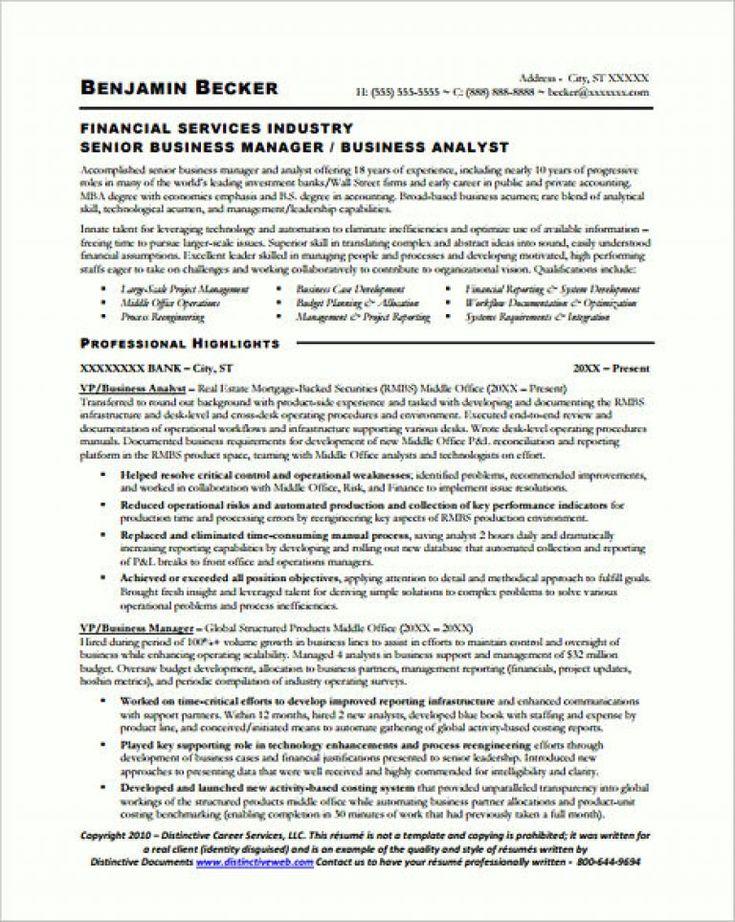 BENJAMIN BECKER
Address - City, ST XXXXX
H: (555) 555-5555 ~ C: (888) 888-8888 ~ becker@xxxxxxx.com
FINANCIAL SERVICES INDUSTRY
SENIOR BUSINESS MANAGER / BUSINESS ANALYST
Accomplished senior business manager and analyst offering 18 years of experience, including nearly 10 years of progressive
roles in many of the world's leading investment banks/Wall Street firms and early career in public and private accounting.
MBA degree with economics emphasis and B.S. degree in accounting. Broad-based business acumen; rare blend of analytical
skill, technological acumen, and management/leadership capabilities.
Innate talent for leveraging technology and automation to eliminate inefficiencies and optimize use of available information –
freeing time to pursue larger-scale issues. Superior skill in translating complex and abstract ideas into sound, easily understood
financial assumptions. Excellent leader skilled in managing people and processes and developing motivated, high performing
staffs eager to take on challenges and working collaboratively to contribute to organizational vision. Qualifications include:
▪ Large-Scale Project Management ▪ Business Case Development ▪ Financial Reporting & System Development
▪ Middle Office Operations ▪ Budget Planning & Allocation ▪ Workflow Documentation & Optimization
▪ Process Reengineering ▪ Management & Project Reporting ▪ Systems Requirements & Integration
PROFESSIONAL HIGHLIGHTS
XXXXXXXX BANK – City, ST 20XX – Present
VP/Business Analyst – Real Estate Mortgage-Backed Securities (RMBS) Middle Office (20XX – Present)
Transferred to round out background with product-side experience and tasked with developing and documenting the RMBS
infrastructure and desk-level and cross-desk operating procedures and environment. Executed end-to-end review and
documentation of operational workflows and infrastructure supporting various desks. Wrote desk-level operating procedures
manuals. Documented business requirements for development of new Middle Office P&L reconciliation and reporting
platform in the RMBS product space, teaming with Middle Office analysts and technologists on effort.
▪ Helped resolve critical control and operational weaknesses; identified problems, recommended improvements,
and worked in collaboration with Middle Office, Risk, and Finance to implement issue resolutions.
▪ Reduced operational risks and automated production and collection of key performance indicators for
production time and processing errors by reengineering key aspects of RMBS production environment.
▪ Replaced and eliminated time-consuming manual process, saving analyst 2 hours daily and dramatically
increasing reporting capabilities by developing and rolling out new database that automated collection and reporting
of P&L breaks to front office and operations managers.
▪ Achieved or exceeded all position objectives, applying attention to detail and methodical approach to fulfill goals.
Brought fresh insight and leveraged talent for deriving simple solutions to complex problems to solve various
operational problems and process inefficiencies.
VP/Business Manager – Global Structured Products Middle Office (20XX – 20XX)
Hired during period of 100%+ volume growth in business lines to assist in efforts to maintain control and oversight of
business while enhancing operating scalability. Managed 4 analysts in business support and management of $32 million
budget. Oversaw budget development, allocation to business partners, management reporting (financials, project updates,
hoshin metrics), and periodic compilation of industry operating surveys.
▪ Worked on time-critical efforts to develop improved reporting infrastructure and enhanced communications
with support partners. Within 12 months, hired 2 new analysts, developed blue book with staffing and expense by
product line, and conceived/initiated means to automate gathering of global activity-based costing reports.
▪ Played key supporting role in technology enhancements and process reengineering efforts through
development of business cases and financial justifications presented to senior leadership. Introduced new
approaches to presenting data that were well received and highly commended for intelligibility and clarity.
▪ Developed and launched new activity-based costing system that provided unparalleled transparency into global
workings of the structured products middle office while automating business partner allocations and product-unit
costing benchmarking (enabling completion in 30 minutes of work that had previously taken a full month).
Copyright 2010 – Distinctive Career Services, LLC. This résumé is not a template and copying is prohibited; it was written for
a real client (identity disguised) and is an example of the quality and style of résumés written by
Distinctive Documents www.distinctiveweb.com Contact us to have your résumé professionally written - 800-644-9694